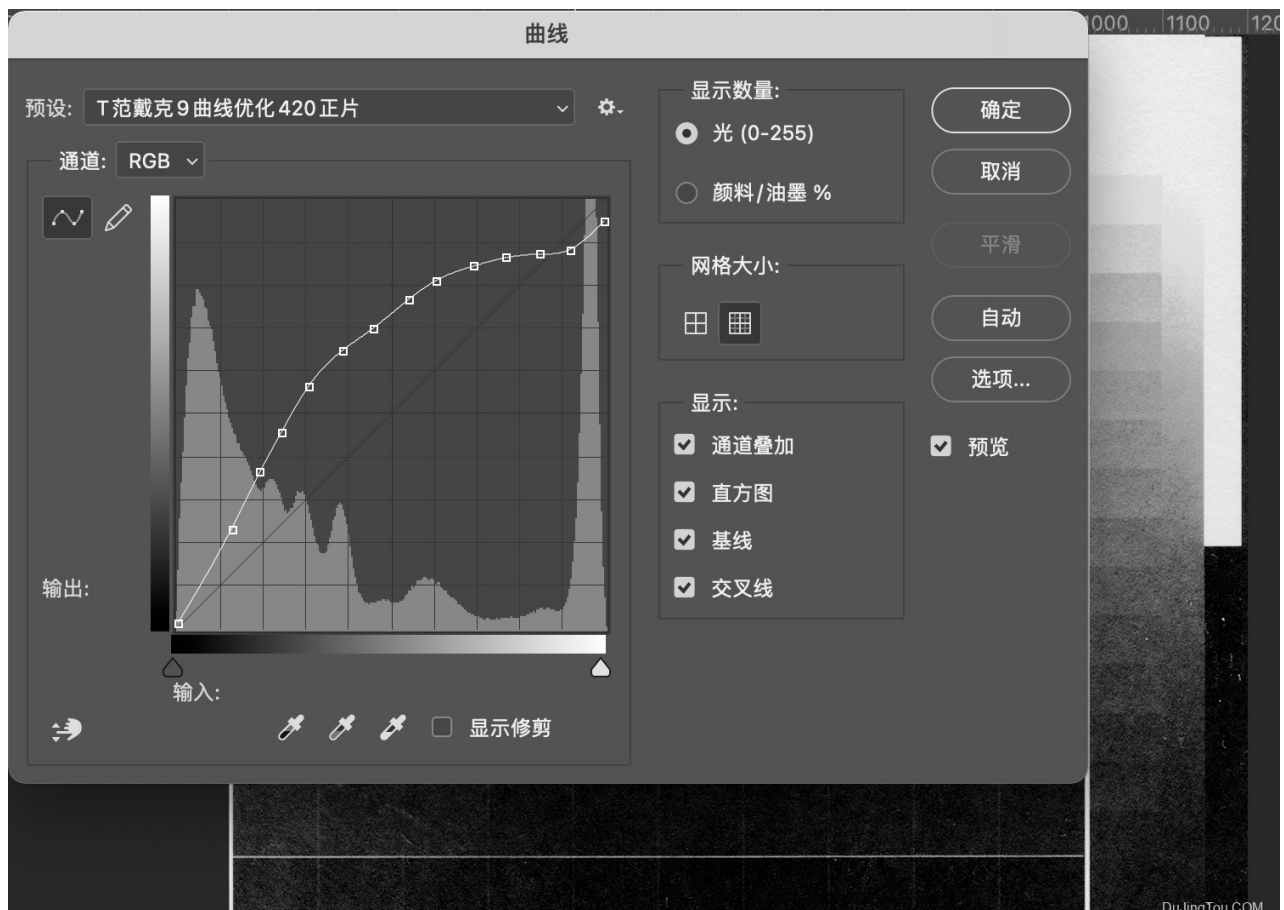 曲线
1000
1100
120
预设:
T范戴克9曲线优化420正片
通道:
RGB
输出:
输入:
显示修剪
显示数量:
光 (0-255)
颜料/油墨 %
网格大小:
显示:
通道叠加
直方图
基线
交叉线
确定
取消
平滑
自动
选项...
预览
DuJingTou.COM